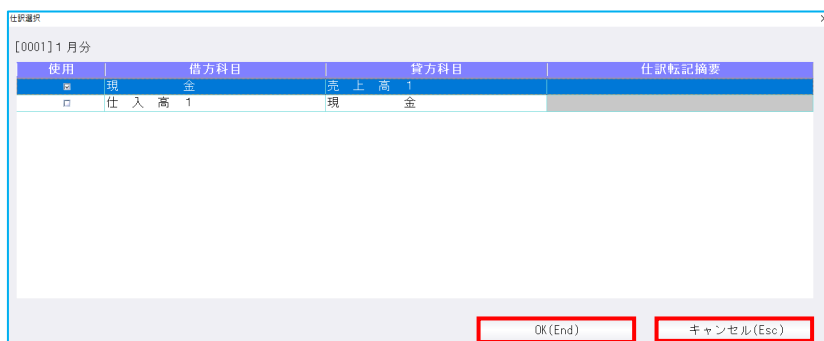 仕訳選択
[0001]1月分
使用 借方科目 貸方科目 仕訳転記摘要
現 金 売 上 高 1
仕 入 高 1 現 金
OK(End) キャンセル(Esc)